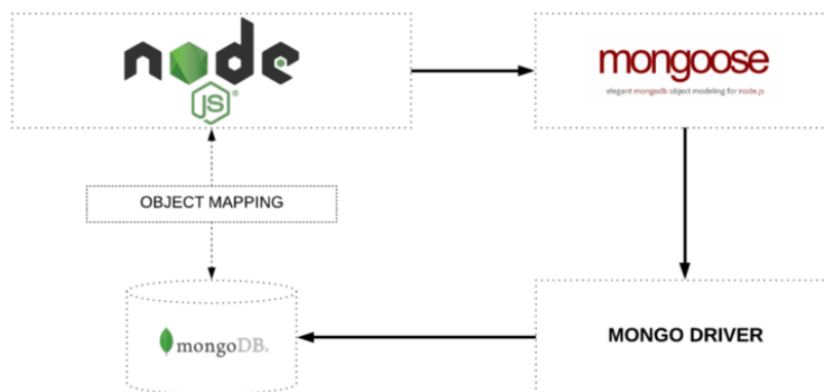 node
JS®
mongoose
elegant mongodb object modeling for node.js
OBJECT MAPPING
mongoDB.
MONGO DRIVER